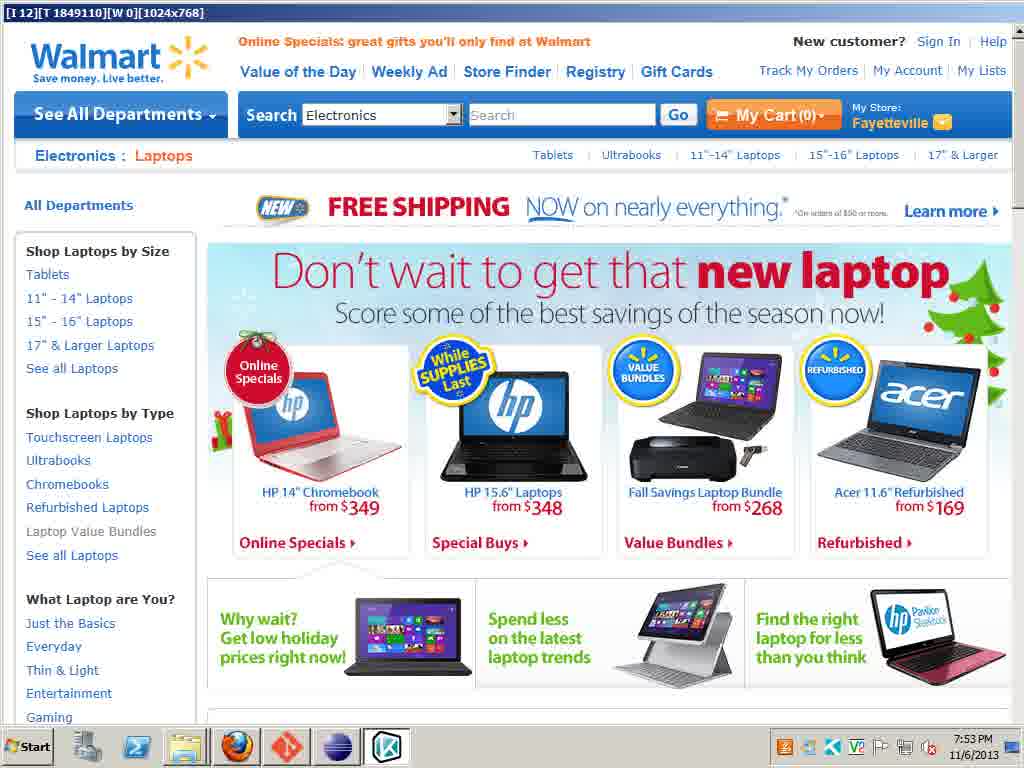 [I 12][T 1849110][W 0][1024x768]
Walmart
Save money. Live better.
Online Specials: great gifts you'll only find at Walmart
New customer? Sign In Help
Value of the Day Weekly Ad Store Finder Registry Gift Cards
Track My Orders My Account My Lists
See All Departments
Search Electronics Search Go My Cart (0)
My Store:
Fayetteville
Electronics : Laptops
Tablets Ultrabooks 11"-14" Laptops 15"-16" Laptops 17" & Larger
All Departments
NEW FREE SHIPPING NOW on nearly everything.* *On orders of $50 or more. Learn more
Shop Laptops by Size
Tablets
11" - 14" Laptops
15" - 16" Laptops
17" & Larger Laptops
See all Laptops
Shop Laptops by Type
Touchscreen Laptops
Ultrabooks
Chromebooks
Refurbished Laptops
Laptop Value Bundles
See all Laptops
What Laptop are You?
Just the Basics
Everyday
Thin & Light
Entertainment
Gaming
Don't wait to get that new laptop
Score some of the best savings of the season now!
Online
Specials
hp
HP 14" Chromebook
from $349
Online Specials
While
SUPPLIES
Last
hp
HP 15.6" Laptops
from $348
Special Buys
VALUE
BUNDLES
Fall Savings Laptop Bundle
from $268
Value Bundles
REFURBISHED
acer
Acer 11.6" Refurbished
from $169
Refurbished
Why wait?
Get low holiday
prices right now!
Spend less
on the latest
laptop trends
Find the right
laptop for less
than you think
hp
PAVILION
Sleekbook
Start
7:53 PM
11/6/2013